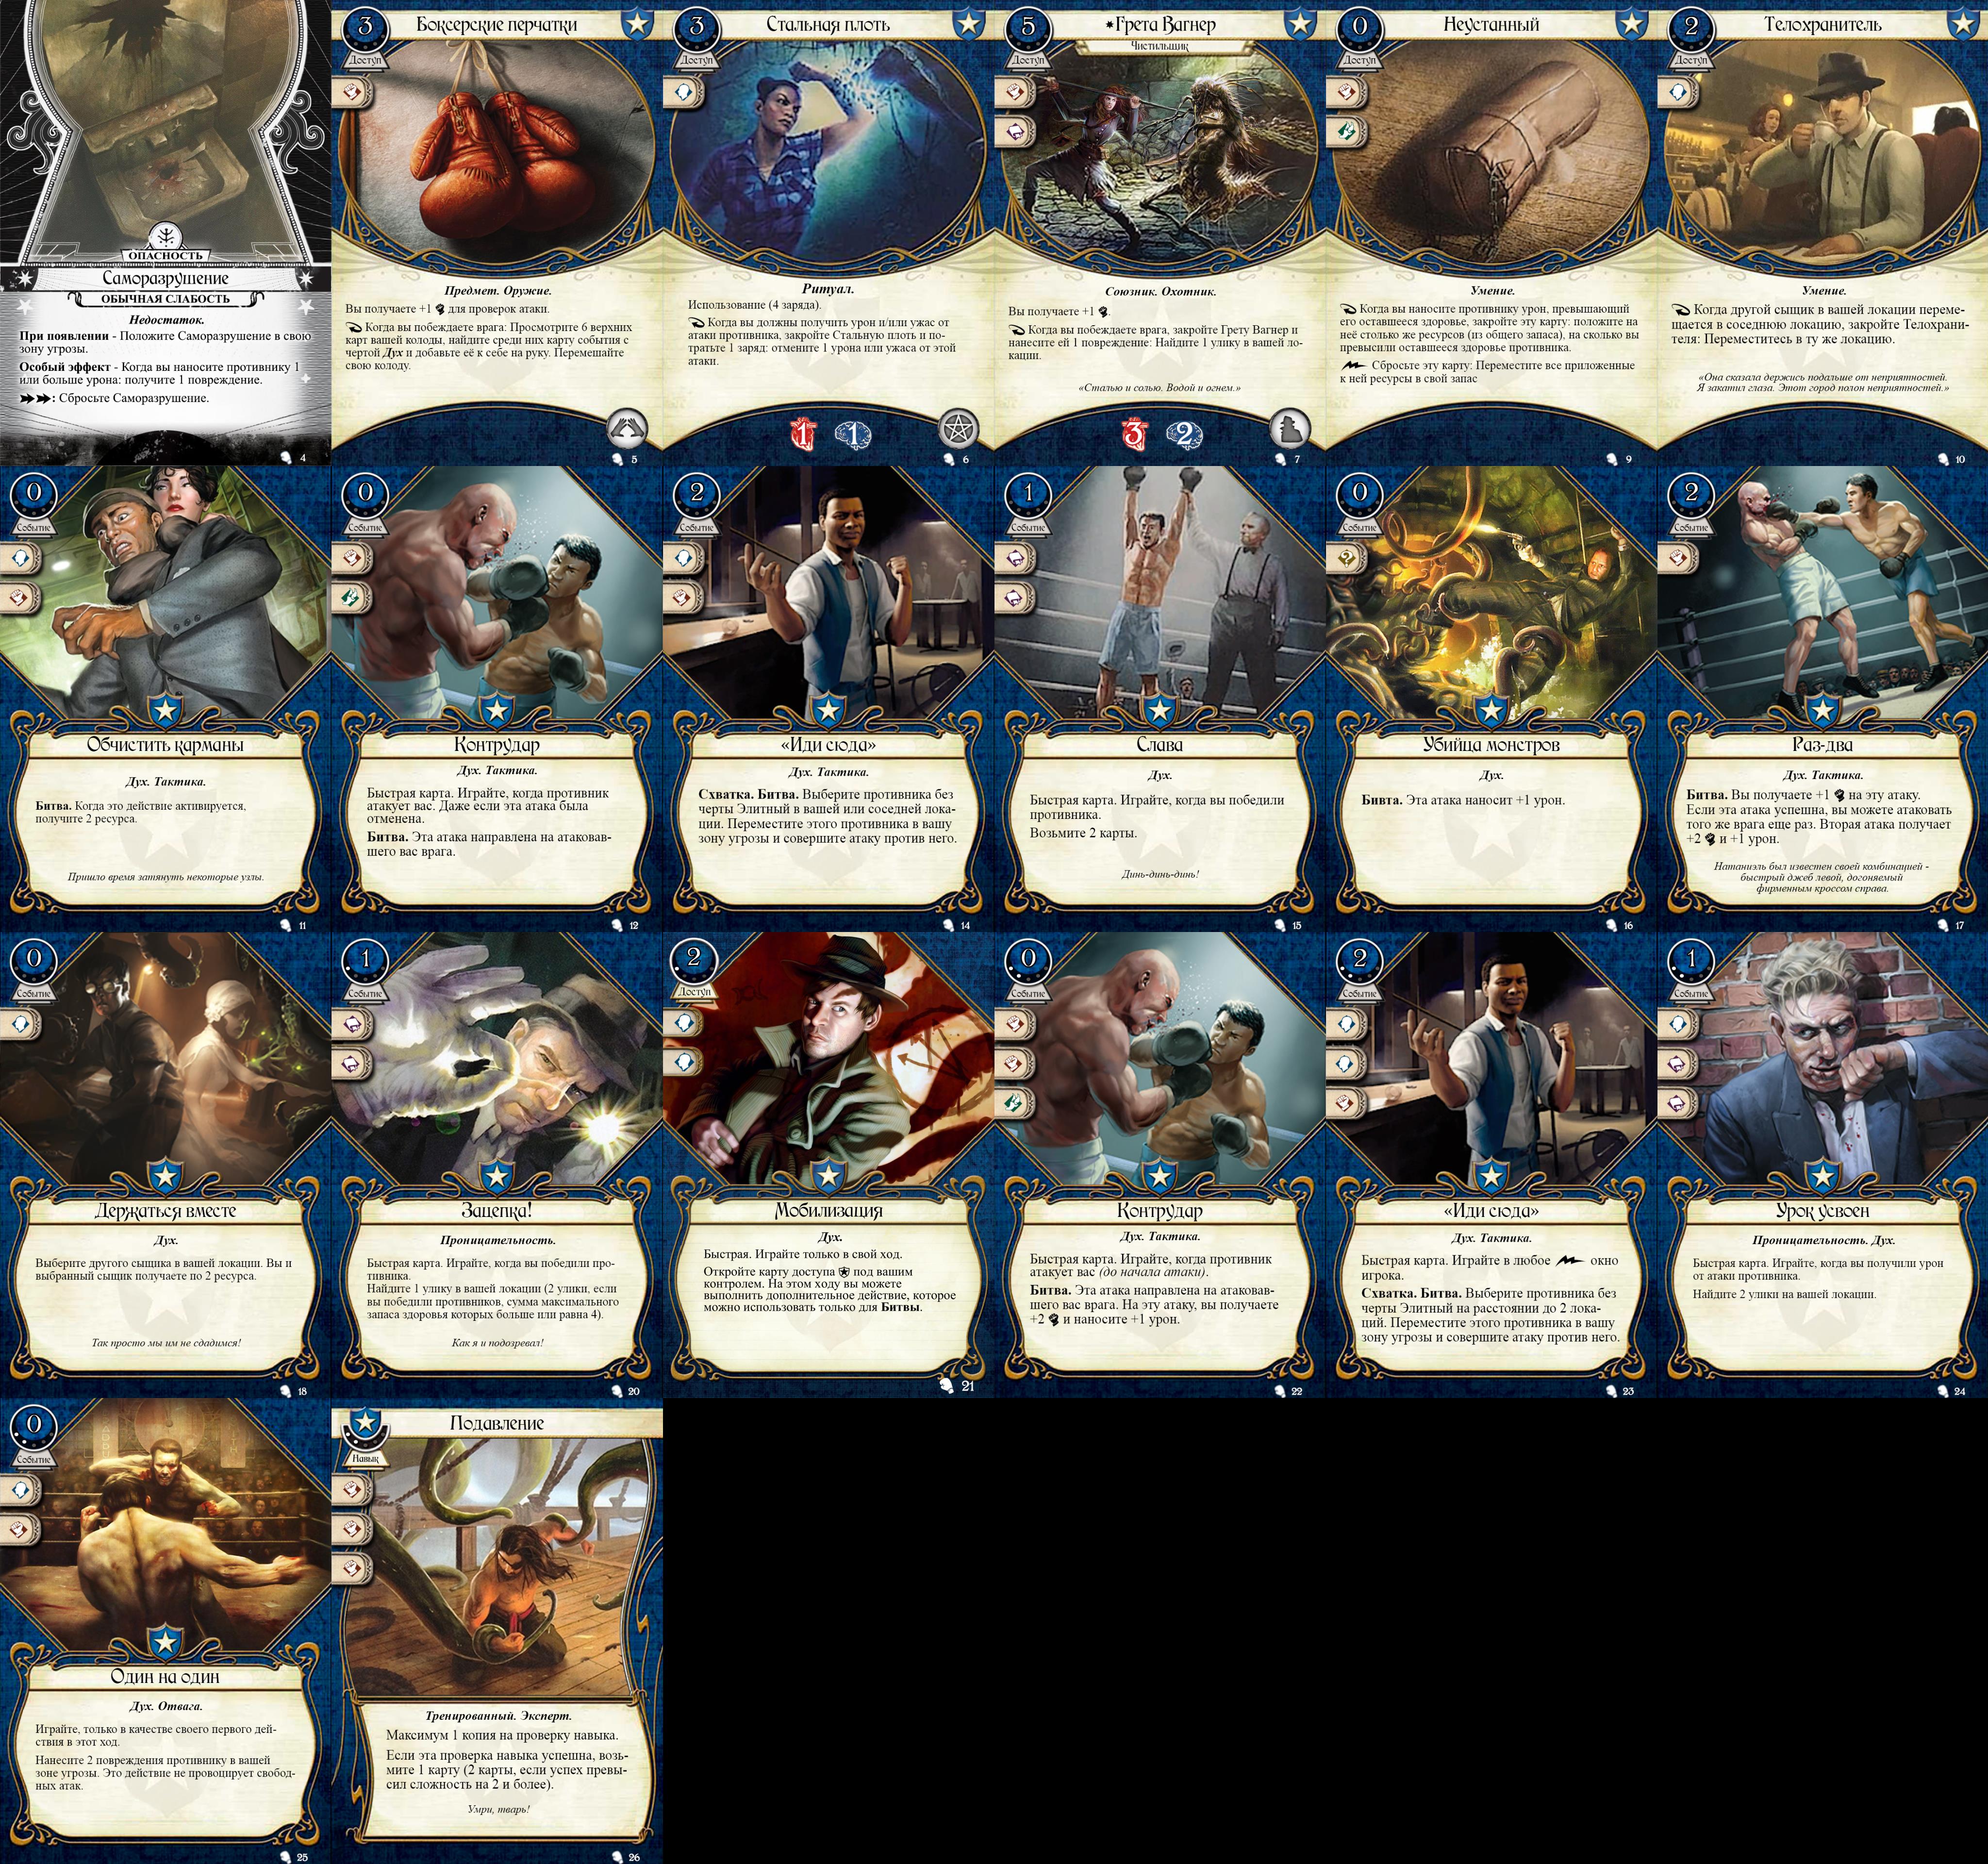 ОПАСНОСТЬ
Саморазрушение
ОБЫЧНАЯ СЛАБОСТЬ
Недостаток.
При появлении - Положите Саморазрушение в свою
зону угрозы.
Особый эффект - Когда вы наносите противнику 1
или больше урона: получите 1 повреждение.
: Сбросьте Саморазрушение.
4
3
Боксерские перчатки
Доступ
Предмет. Оружие.
Вы получаете +1 для проверок атаки.
Когда вы побеждаете врага: Просмотрите 6 верхних
карт вашей колоды, найдите среди них карту события с
чертой Дух и добавьте её к себе на руку. Перемешайте
свою колоду.
5
3
Стальная плоть
Доступ
Ритуал.
Использование (4 заряда).
Когда вы должны получить урон и/или ужас от
атаки противника, закройте Стальную плоть и по-
тратьте 1 заряд: отмените 1 урона или ужаса от этой
атаки.
1 1
6
5
Грета Вагнер
Чистильщик
Доступ
Союзник. Охотник.
Вы получаете +1 .
Когда вы побеждаете врага, закройте Грету Вагнер и
нанесите ей 1 повреждение: Найдите 1 улику в вашей ло-
кации.
«Сталью и солью. Водой и огнем.»
3 2
7
0
Неустанный
Доступ
Умение.
Когда вы наносите противнику урон, превышающий
его оставшееся здоровье, закройте эту карту: положите на
неё столько же ресурсов (из общего запаса), на сколько вы
превысили оставшееся здоровье противника.
Сбросьте эту карту: Переместите все приложенные
к ней ресурсы в свой запас
9
2
Телохранитель
Доступ
Умение.
Когда другой сыщик в вашей локации переме-
щается в соседнюю локацию, закройте Телохрани-
теля: Переместитесь в ту же локацию.
«Она сказала держись подальше от неприятностей.
Я закатил глаза. Этот город полон неприятностей.»
10
0
Событие
Обчистить карманы
Дух. Тактика.
Битва. Когда это действие активируется,
получите 2 ресурса.
Пришло время затянуть некоторые узлы.
11
0
Событие
Контрудар
Дух. Тактика.
Быстрая карта. Играйте, когда противник
атакует вас. Даже если эта атака была
отменена.
Битва. Эта атака направлена на атаковав-
шего вас врага.
12
2
Событие
«Иди сюда»
Дух. Тактика.
Схватка. Битва. Выберите противника без
черты Элитный в вашей или соседней лока-
ции. Переместите этого противника в вашу
зону угрозы и совершите атаку против него.
14
1
Событие
Слава
Дух.
Быстрая карта. Играйте, когда вы победили
противника.
Возьмите 2 карты.
Динь-динь-динь!
15
0
Событие
?
Убийца монстров
Дух.
Бивта. Эта атака наносит +1 урон.
16
2
Событие
Раз-два
Дух. Тактика.
Битва. Вы получаете +1 на эту атаку.
Если эта атака успешна, вы можете атаковать
того же врага еще раз. Вторая атака получает
+2 и +1 урон.
Натаниэль был известен своей комбинацией -
быстрый джеб левой, догоняемый
фирменным кроссом справа.
17
0
Событие
Держаться вместе
Дух.
Выберите другого сыщика в вашей локации. Вы и
выбранный сыщик получаете по 2 ресурса.
Так просто мы им не сдадимся!
18
1
Событие
Зацепка!
Проницательность.
Быстрая карта. Играйте, когда вы победили про-
тивника.
Найдите 1 улику в вашей локации (2 улики, если
вы победили противников, сумма максимального
запаса здоровья которых больше или равна 4).
Как я и подозревал!
20
2
Доступ
Мобилизация
Дух.
Быстрая. Играйте только в свой ход.
Откройте карту доступа под вашим
контролем. На этом ходу вы можете
выполнить дополнительное действие, которое
можно использовать только для Битвы.
21
0
Событие
Контрудар
Дух. Тактика.
Быстрая карта. Играйте, когда противник
атакует вас (до начала атаки).
Битва. Эта атака направлена на атаковав-
шего вас врага. На эту атаку, вы получаете
+2 и наносите +1 урон.
22
2
Событие
«Иди сюда»
Дух. Тактика.
Быстрая карта. Играйте в любое окно
игрока.
Схватка. Битва. Выберите противника без
черты Элитный на расстоянии до 2 лока-
ций. Переместите этого противника в вашу
зону угрозы и совершите атаку против него.
23
1
Событие
Урок усвоен
Проницательность. Дух.
Быстрая карта. Играйте, когда вы получили урон
от атаки противника.
Найдите 2 улики на вашей локации.
24
0
Событие
Один на один
Дух. Отвага.
Играйте, только в качестве своего первого дей-
ствия в этот ход.
Нанесите 2 повреждения противнику в вашей
зоне угрозы. Это действие не провоцирует свобод-
ных атак.
25
Подавление
Навык
Тренированный. Эксперт.
Максимум 1 копия на проверку навыка.
Если эта проверка навыка успешна, возь-
мите 1 карту (2 карты, если успех превы-
сил сложность на 2 и более).
Умри, тварь!
26